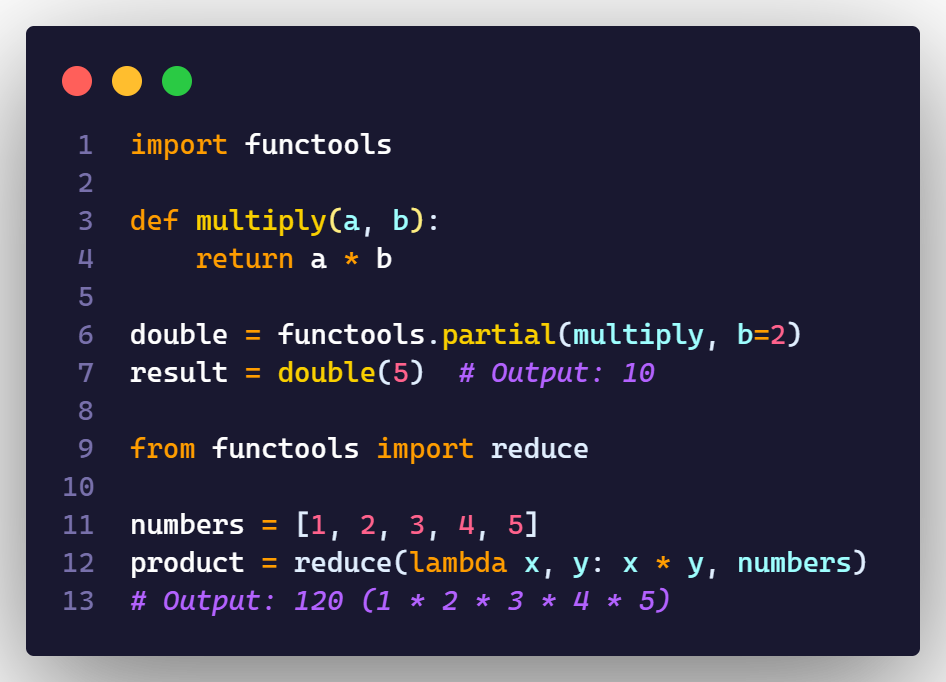 1 import functools
2
3 def multiply(a, b):
4     return a * b
5
6 double = functools.partial(multiply, b=2)
7 result = double(5)  # Output: 10
8
9 from functools import reduce
10
11 numbers = [1, 2, 3, 4, 5]
12 product = reduce(lambda x, y: x * y, numbers)
13 # Output: 120 (1 * 2 * 3 * 4 * 5)